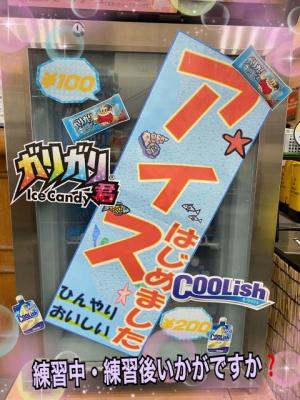 ¥100
ガリガリ君
Ice Candy
アイス
はじめました
ひんやり
おいしい
COOLish
¥200
練習中・練習後いかがですか❓